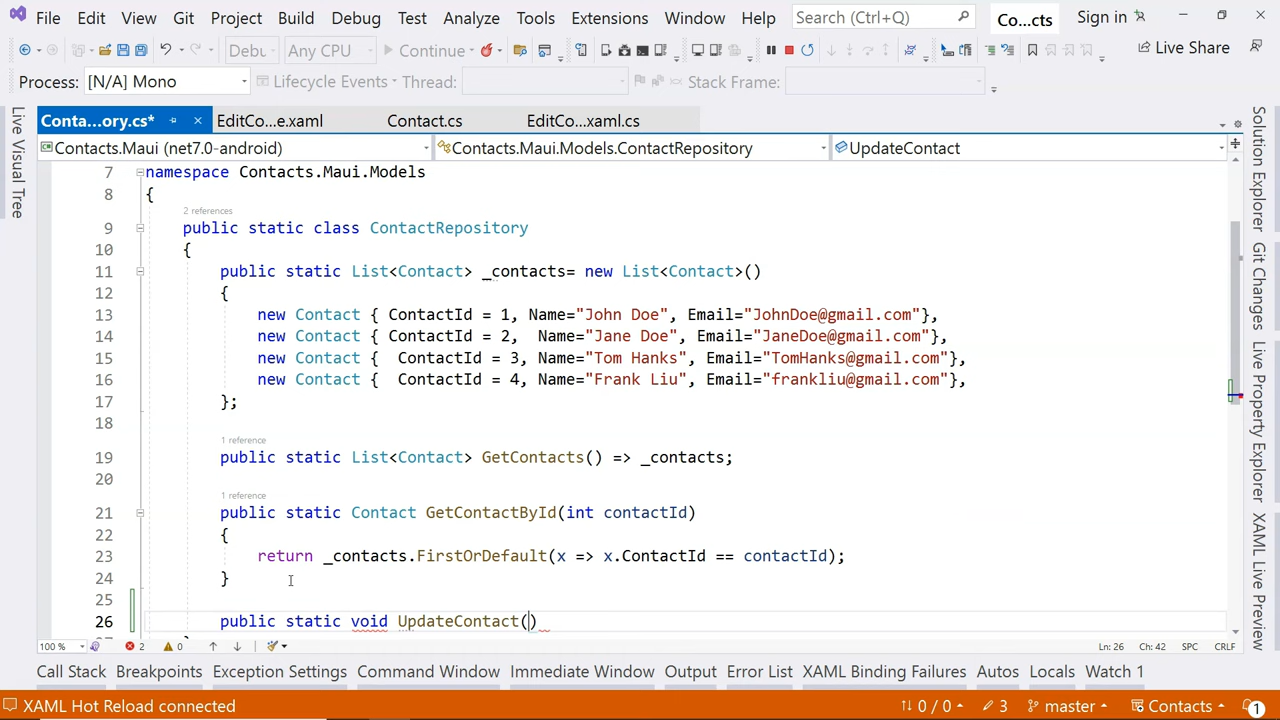 File Edit View Git Project Build Debug Test Analyze Tools Extensions Window Help Search (Ctrl+Q) Co...cts Sign in
Debu Any CPU Continue Live Share
Process: [N/A] Mono Lifecycle Events Thread: Stack Frame:
Conta...ory.cs* EditCo...e.xaml Contact.cs EditCo...xaml.cs
Contacts.Maui (net7.0-android) Contacts.Maui.Models.ContactRepository UpdateContact
7 namespace Contacts.Maui.Models
8 {
2 references
9 public static class ContactRepository
10 {
11 public static List<Contact> _contacts= new List<Contact>()
12 {
13 new Contact { ContactId = 1, Name="John Doe", Email="JohnDoe@gmail.com"},
14 new Contact { ContactId = 2, Name="Jane Doe", Email="JaneDoe@gmail.com"},
15 new Contact { ContactId = 3, Name="Tom Hanks", Email="TomHanks@gmail.com"},
16 new Contact { ContactId = 4, Name="Frank Liu", Email="frankliu@gmail.com"},
17 };
18
1 reference
19 public static List<Contact> GetContacts() => _contacts;
20
1 reference
21 public static Contact GetContactById(int contactId)
22 {
23 return _contacts.FirstOrDefault(x => x.ContactId == contactId);
24 }
25
26 public static void UpdateContact()
100 % 2 0 Ln: 26 Ch: 42 SPC CRLF
Call Stack Breakpoints Exception Settings Command Window Immediate Window Output Error List XAML Binding Failures Autos Locals Watch 1
XAML Hot Reload connected 0 / 0 3 master Contacts 1
Live Visual Tree
Solution Explorer
Git Changes
Live Property Explorer
XAML Live Preview